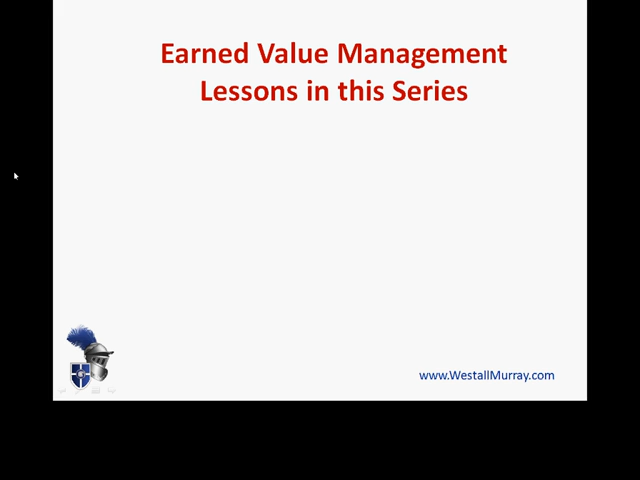 Earned Value Management
Lessons in this Series
www.WestallMurray.com